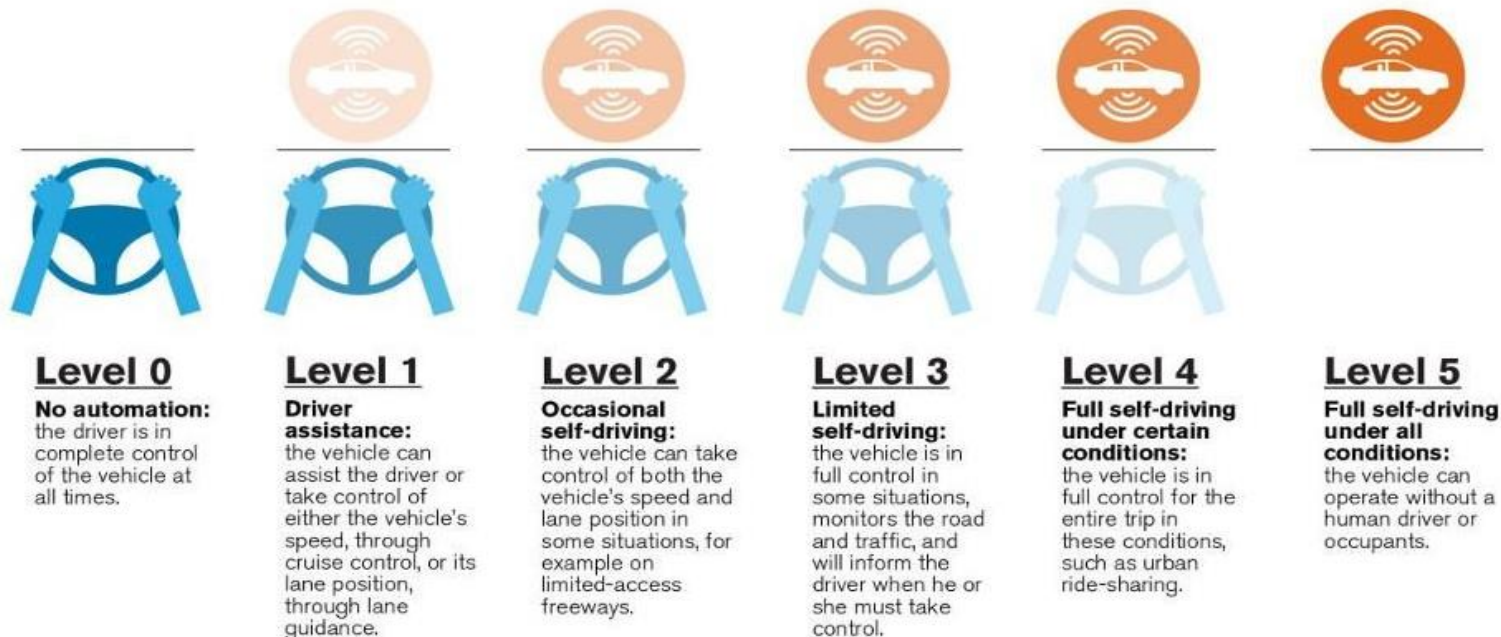 Level 0
No automation:
the driver is in
complete control
of the vehicle at
all times.
Level 1
Driver
assistance:
the vehicle can
assist the driver or
take control of
either the vehicle's
speed, through
cruise control, or its
lane position,
through lane
guidance.
Level 2
Occasional
self-driving:
the vehicle can take
control of both the
vehicle's speed and
lane position in
some situations, for
example on
limited-access
freeways.
Level 3
Limited
self-driving:
the vehicle is in
full control in
some situations,
monitors the road
and traffic, and
will inform the
driver when he or
she must take
control.
Level 4
Full self-driving
under certain
conditions:
the vehicle is in
full control for the
entire trip in
these conditions,
such as urban
ride-sharing.
Level 5
Full self-driving
under all
conditions:
the vehicle can
operate without a
human driver or
occupants.